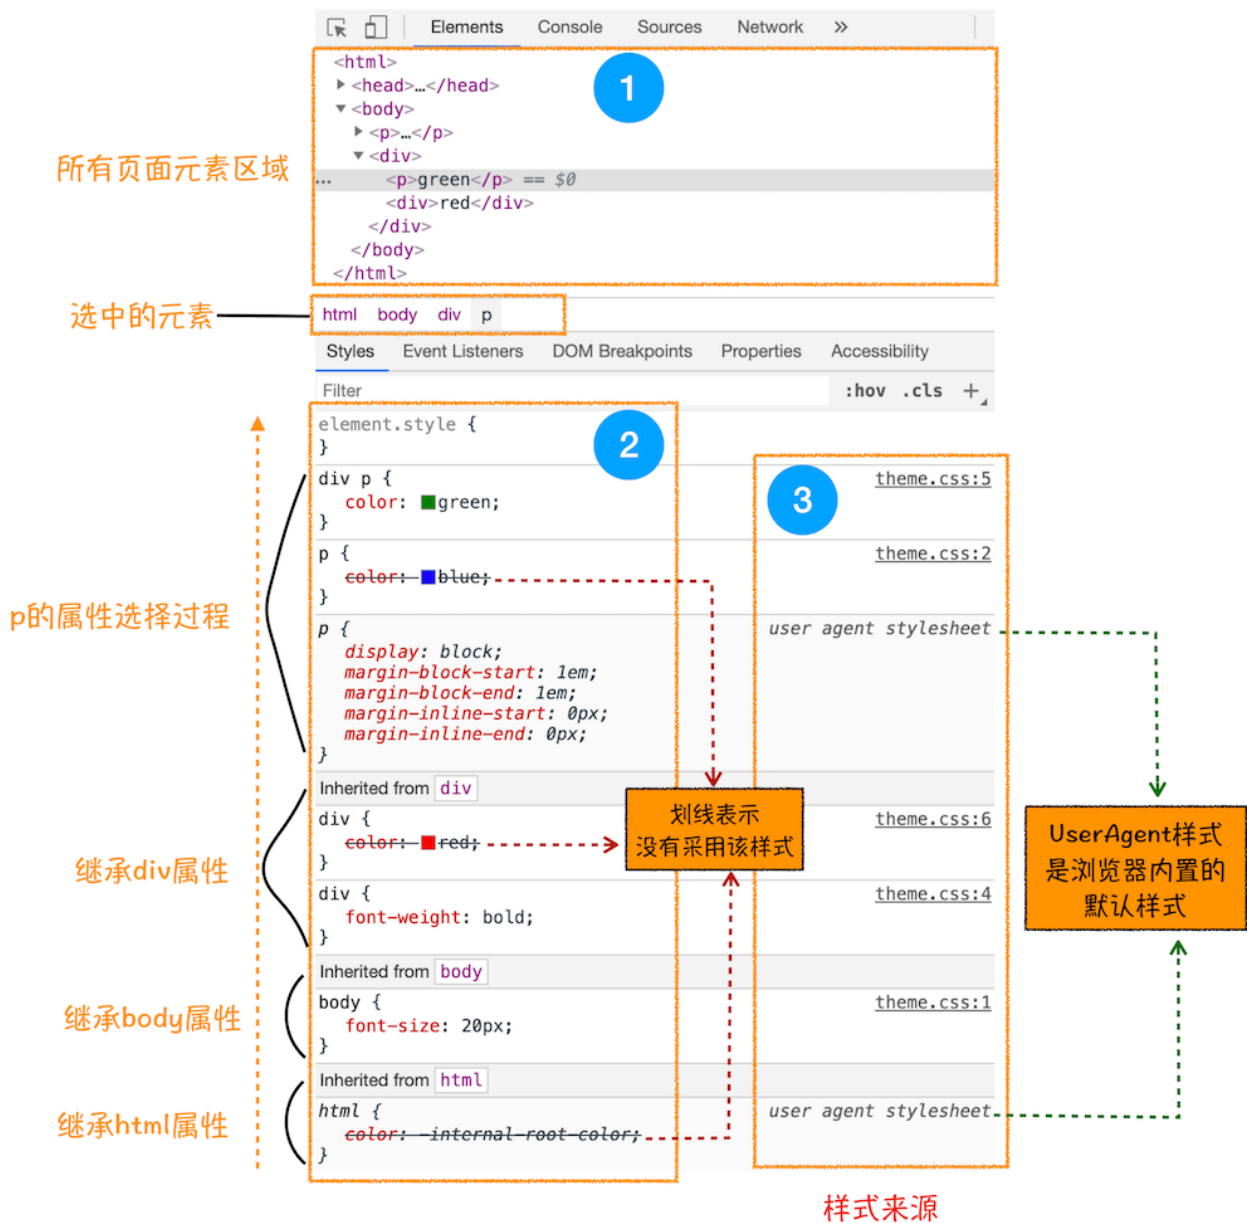 Elements Console Sources Network »
<html>
<head>…</head>
<body>
<p>…</p>
<div>
… <p>green</p> == $0
<div>red</div>
</div>
</body>
</html>
1
所有页面元素区域
选中的元素
html body div p
Styles Event Listeners DOM Breakpoints Properties Accessibility
Filter :hov .cls +
element.style {
}
2
3
div p { theme.css:5
color: green;
}
p { theme.css:2
color: blue;
}
p的属性选择过程
p { user agent stylesheet
display: block;
margin-block-start: 1em;
margin-block-end: 1em;
margin-inline-start: 0px;
margin-inline-end: 0px;
}
Inherited from div
div { theme.css:6
color: red;
}
划线表示
没有采用该样式
UserAgent样式
是浏览器内置的
默认样式
继承div属性
div { theme.css:4
font-weight: bold;
}
Inherited from body
body { theme.css:1
font-size: 20px;
}
继承body属性
Inherited from html
html { user agent stylesheet
color: -internal-root-color;
}
继承html属性
样式来源